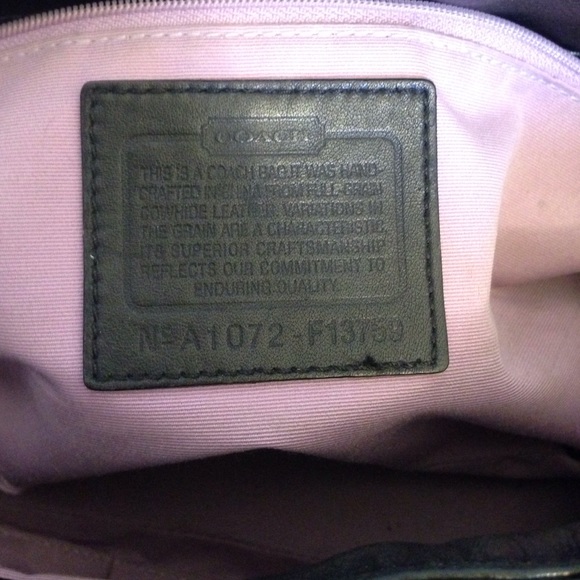 COACH
THIS IS A COACH BAG.IT WAS HAND-
CRAFTED IN CHINA FROM FULL-GRAIN
COWHIDE LEATHER. VARIATIONS IN
THE GRAIN ARE A CHARACTERISTIC,
ITS SUPERIOR CRAFTSMANSHIP
REFLECTS OUR COMMITMENT TO
ENDURING QUALITY.
NO A1072-F13759